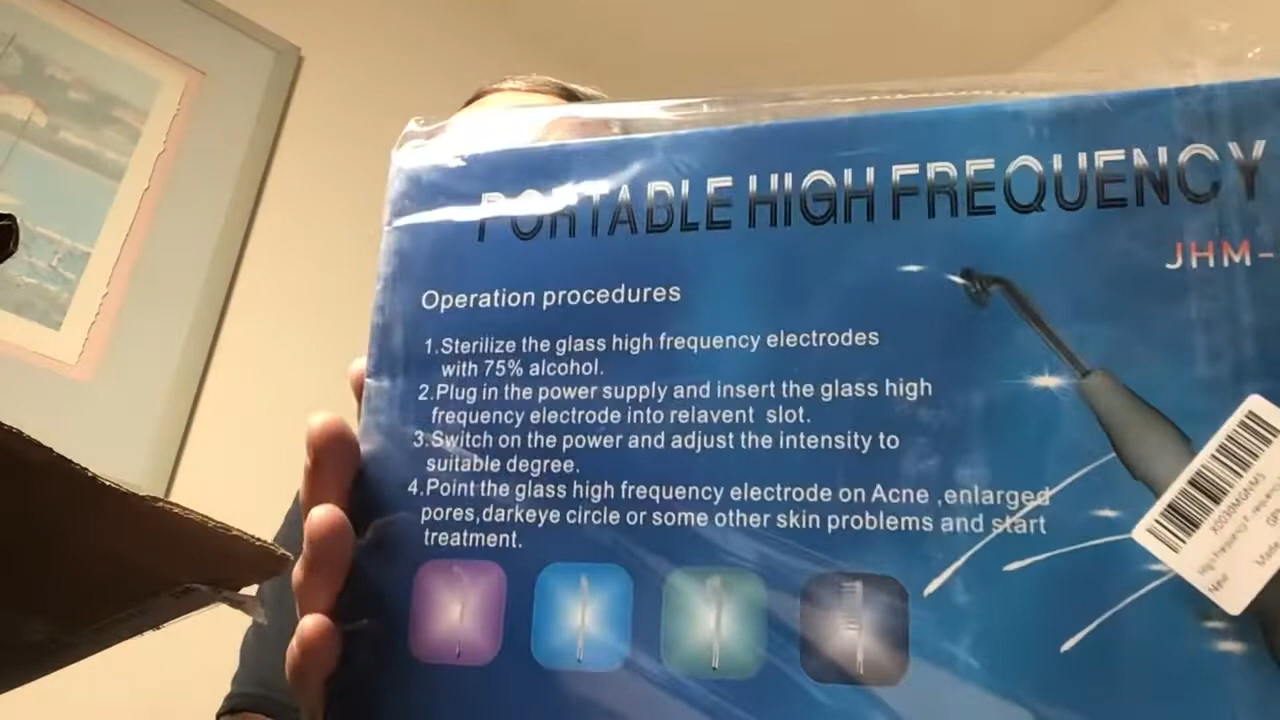 PORTABLE HIGH FREQUENCY
JHM-
Operation procedures
1.Sterilize the glass high frequency electrodes
with 75% alcohol.
2.Plug in the power supply and insert the glass high
frequency electrode into relavent slot.
3.Switch on the power and adjust the intensity to
suitable degree.
4.Point the glass high frequency electrode on Acne ,enlarged
pores,darkeye circle or some other skin problems and start
treatment.
New
Made